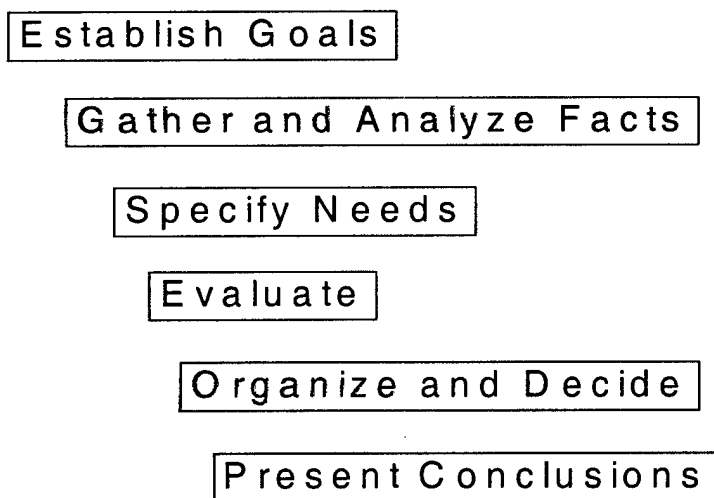 Establish Goals
Gather and Analyze Facts
Specify Needs
Evaluate
Organize and Decide
Present Conclusions